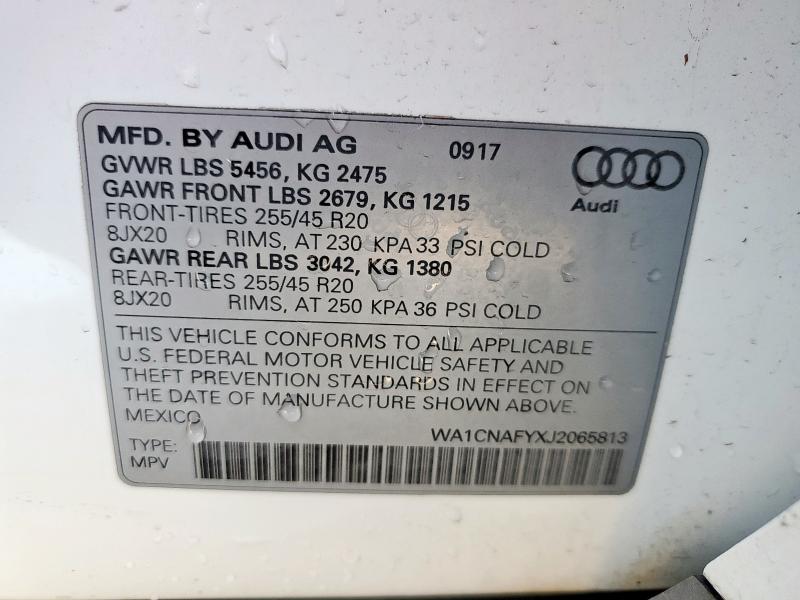 MFD. BY AUDI AG 0917
GVWR LBS 5456, KG 2475
GAWR FRONT LBS 2679, KG 1215
FRONT-TIRES 255/45 R20
8JX20 RIMS, AT 230 KPA 33 PSI COLD
GAWR REAR LBS 3042, KG 1380
REAR-TIRES 255/45 R20
8JX20 RIMS, AT 250 KPA 36 PSI COLD
Audi
THIS VEHICLE CONFORMS TO ALL APPLICABLE
U.S. FEDERAL MOTOR VEHICLE SAFETY AND
THEFT PREVENTION STANDARDS IN EFFECT ON
THE DATE OF MANUFACTURE SHOWN ABOVE.
MEXICO
WA1CNAFYXJ2065813
TYPE:
MPV